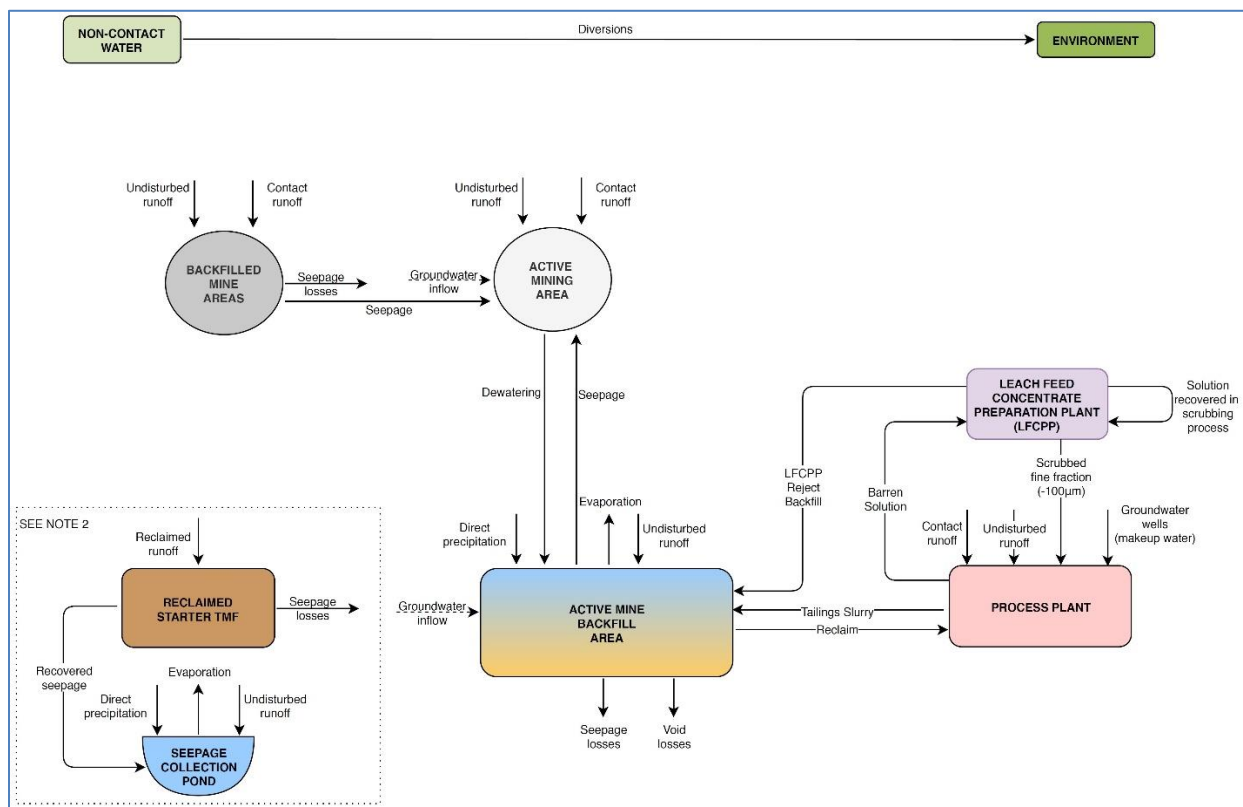 NON-CONTACT
WATER
Diversions
ENVIRONMENT
Undisturbed
runoff
Contact
runoff
Undisturbed
runoff
Contact
runoff
BACKFILLED
MINE
AREAS
Seepage
losses
Groundwater
inflow
ACTIVE
MINING
AREA
Seepage
Dewatering
Seepage
LEACH FEED
CONCENTRATE
PREPARATION PLANT
(LFCPP)
Solution
recovered in
scrubbing
process
LFCPP
Reject
Backfill
Barren
Solution
Scrubbed
fine fraction
(-100µm)
Evaporation
Direct
precipitation
Undisturbed
runoff
Contact
runoff
Undisturbed
runoff
Groundwater
wells
(makeup water)
SEE NOTE 2
Reclaimed
runoff
RECLAIMED
STARTER TMF
Seepage
losses
Groundwater
inflow
ACTIVE MINE
BACKFILL
AREA
Tailings Slurry
Reclaim
PROCESS PLANT
Recovered
seepage
Evaporation
Direct
precipitation
Undisturbed
runoff
SEEPAGE
COLLECTION
POND
Seepage
losses
Void
losses